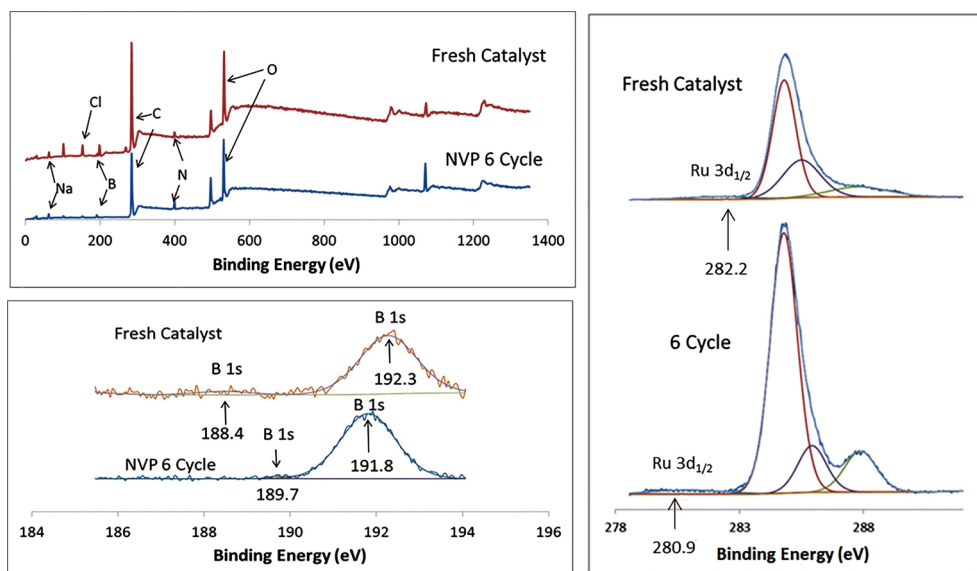 Fresh Catalyst
O
Cl
C
NVP 6 Cycle
Na
B
N
0 200 400 600 800 1000 1200 1400
Binding Energy (eV)
B 1s
Fresh Catalyst
B 1s
192.3
188.4
B 1s
B 1s
191.8
NVP 6 Cycle
189.7
184 186 188 190 192 194 196
Binding Energy (eV)
Fresh Catalyst
Ru 3d1/2
282.2
6 Cycle
Ru 3d1/2
278 283 288
280.9
Binding Energy (eV)